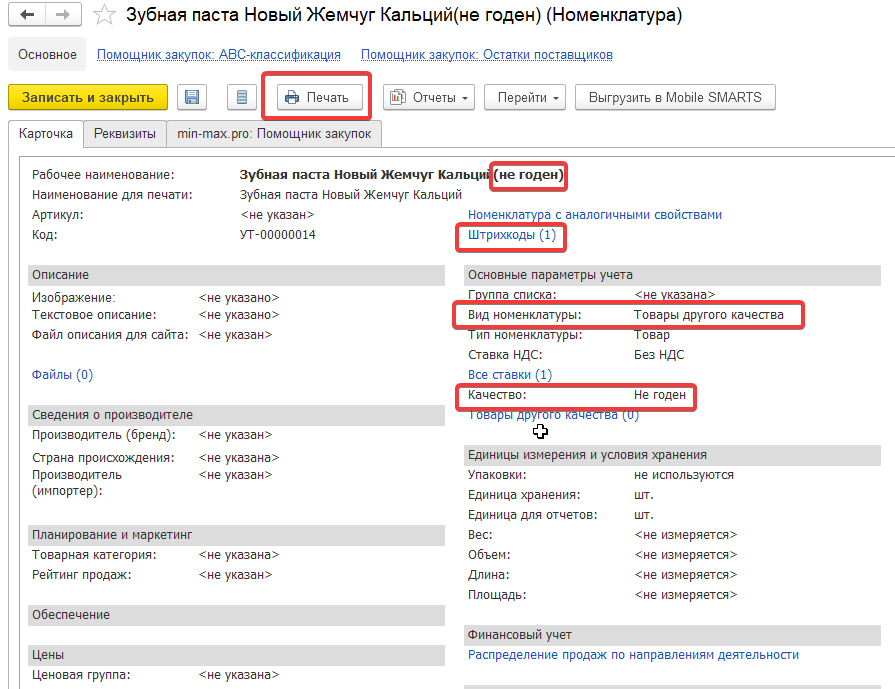 Зубная паста Новый Жемчуг Кальций(не годен) (Номенклатура)
Основное Помощник закупок: ABC-классификация Помощник закупок: Остатки поставщиков
Записать и закрыть Печать Отчеты Перейти Выгрузить в Mobile SMARTS
Карточка Реквизиты min-max.pro: Помощник закупок
Рабочее наименование: Зубная паста Новый Жемчуг Кальций(не годен)
Наименование для печати: Зубная паста Новый Жемчуг Кальций
Артикул: <не указан> Номенклатура с аналогичными свойствами
Код: УТ-00000014 Штрихкоды (1)
Описание Основные параметры учета
Изображение: <не указано> Группа списка: <не указана>
Текстовое описание: <не указано> Вид номенклатуры: Товары другого качества
Файл описания для сайта: <не указан> Тип номенклатуры: Товар
Ставка НДС: Без НДС
Файлы (0) Все ставки (1)
Качество: Не годен
Сведения о производителе Товары другого качества (0)
Производитель (бренд): <не указан>
Страна происхождения: <не указана> Единицы измерения и условия хранения
Производитель <не указан> Упаковки: не используются
(импортер):
Единица хранения: шт.
Единица для отчетов: шт.
Планирование и маркетинг Вес: <не измеряется>
Товарная категория: <не указана> Объем: <не измеряется>
Рейтинг продаж: <не указан> Длина: <не измеряется>
Площадь: <не измеряется>
Обеспечение
Финансовый учет
Цены Распределение продаж по направлениям деятельности
Ценовая группа: <не указана>